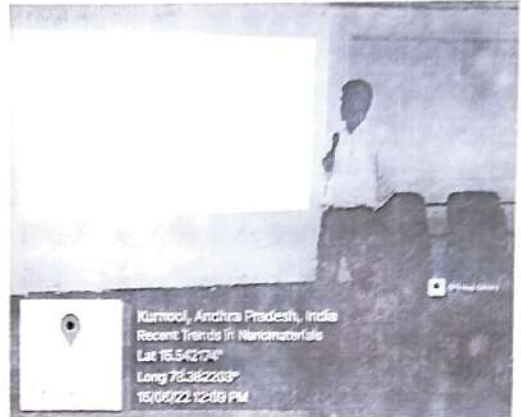 Kurnool, Andhra Pradesh, India
Recent Trends in Nanomaterials
Lat 15.542174°
Long 78.382203°
15/06/22 12:09 PM